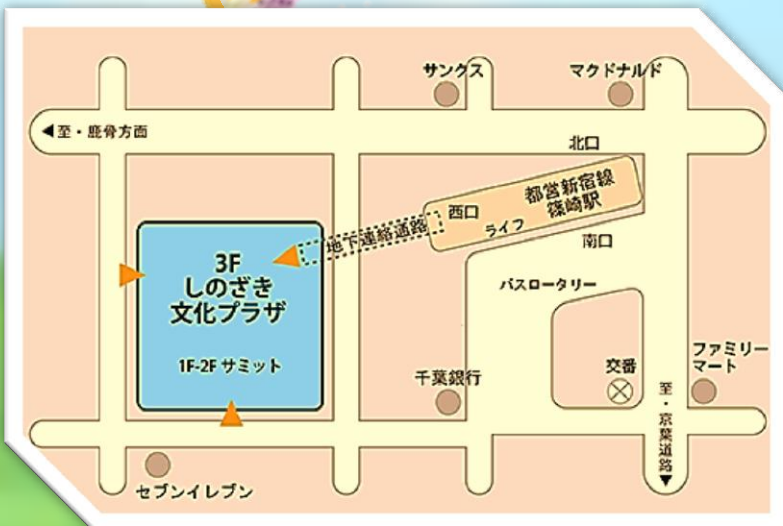 サンクス
マクドナルド
◀至・鹿骨方面
北口
都営新宿線
篠崎駅
西口
ライフ
地下連絡通路
南口
3F
しのざき
文化プラザ
バスロータリー
1F-2F サミット
千葉銀行
交番
ファミリー
マート
至・京葉道路▼
セブンイレブン